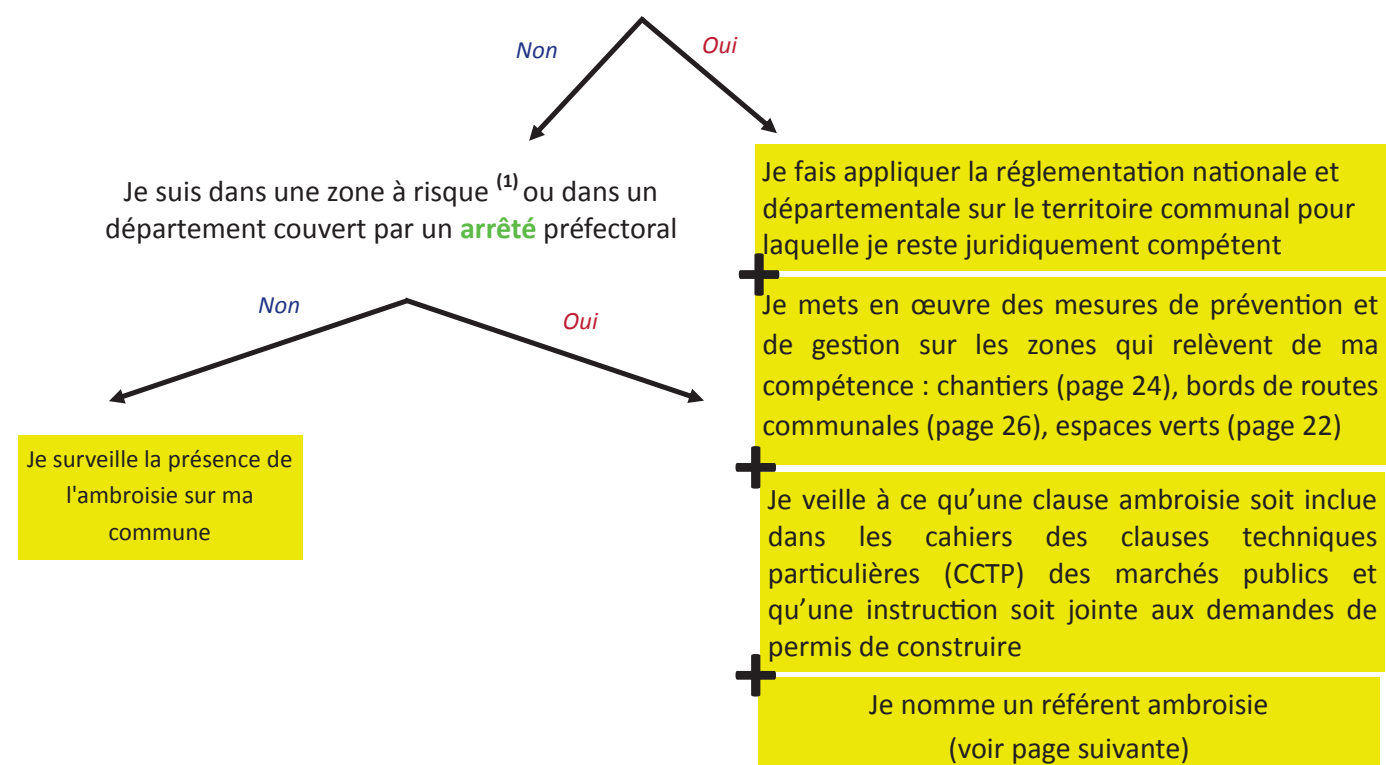 Non
Oui
Je suis dans une zone à risque (1) ou dans un
département couvert par un arrêté préfectoral
Non
Oui
Je surveille la présence de
l'ambroisie sur ma
commune
Je fais appliquer la réglementation nationale et
départementale sur le territoire communal pour
laquelle je reste juridiquement compétent
+
Je mets en œuvre des mesures de prévention et
de gestion sur les zones qui relèvent de ma
compétence : chantiers (page 24), bords de routes
communales (page 26), espaces verts (page 22)
+
Je veille à ce qu’une clause ambroisie soit inclue
dans les cahiers des clauses techniques
particulières (CCTP) des marchés publics et
qu’une instruction soit jointe aux demandes de
permis de construire
+
Je nomme un référent ambroisie
(voir page suivante)